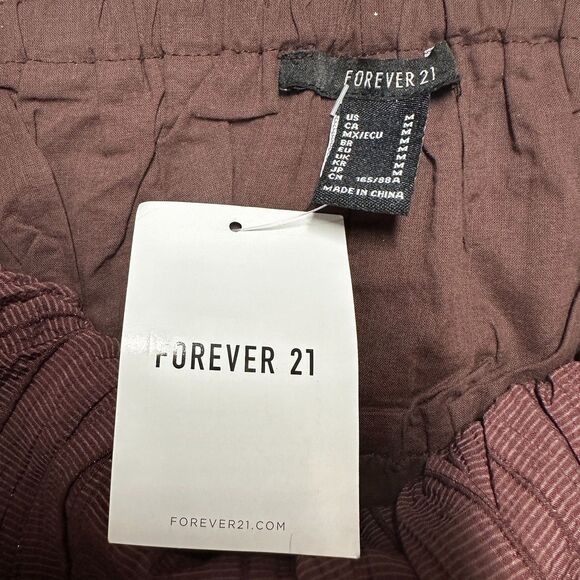 FOREVER 21
US M
CA M
MX/ECU M
BR M
EU M
UK M
KR M
JP M
CN 165/88A
MADE IN CHINA
FOREVER 21
FOREVER21.COM